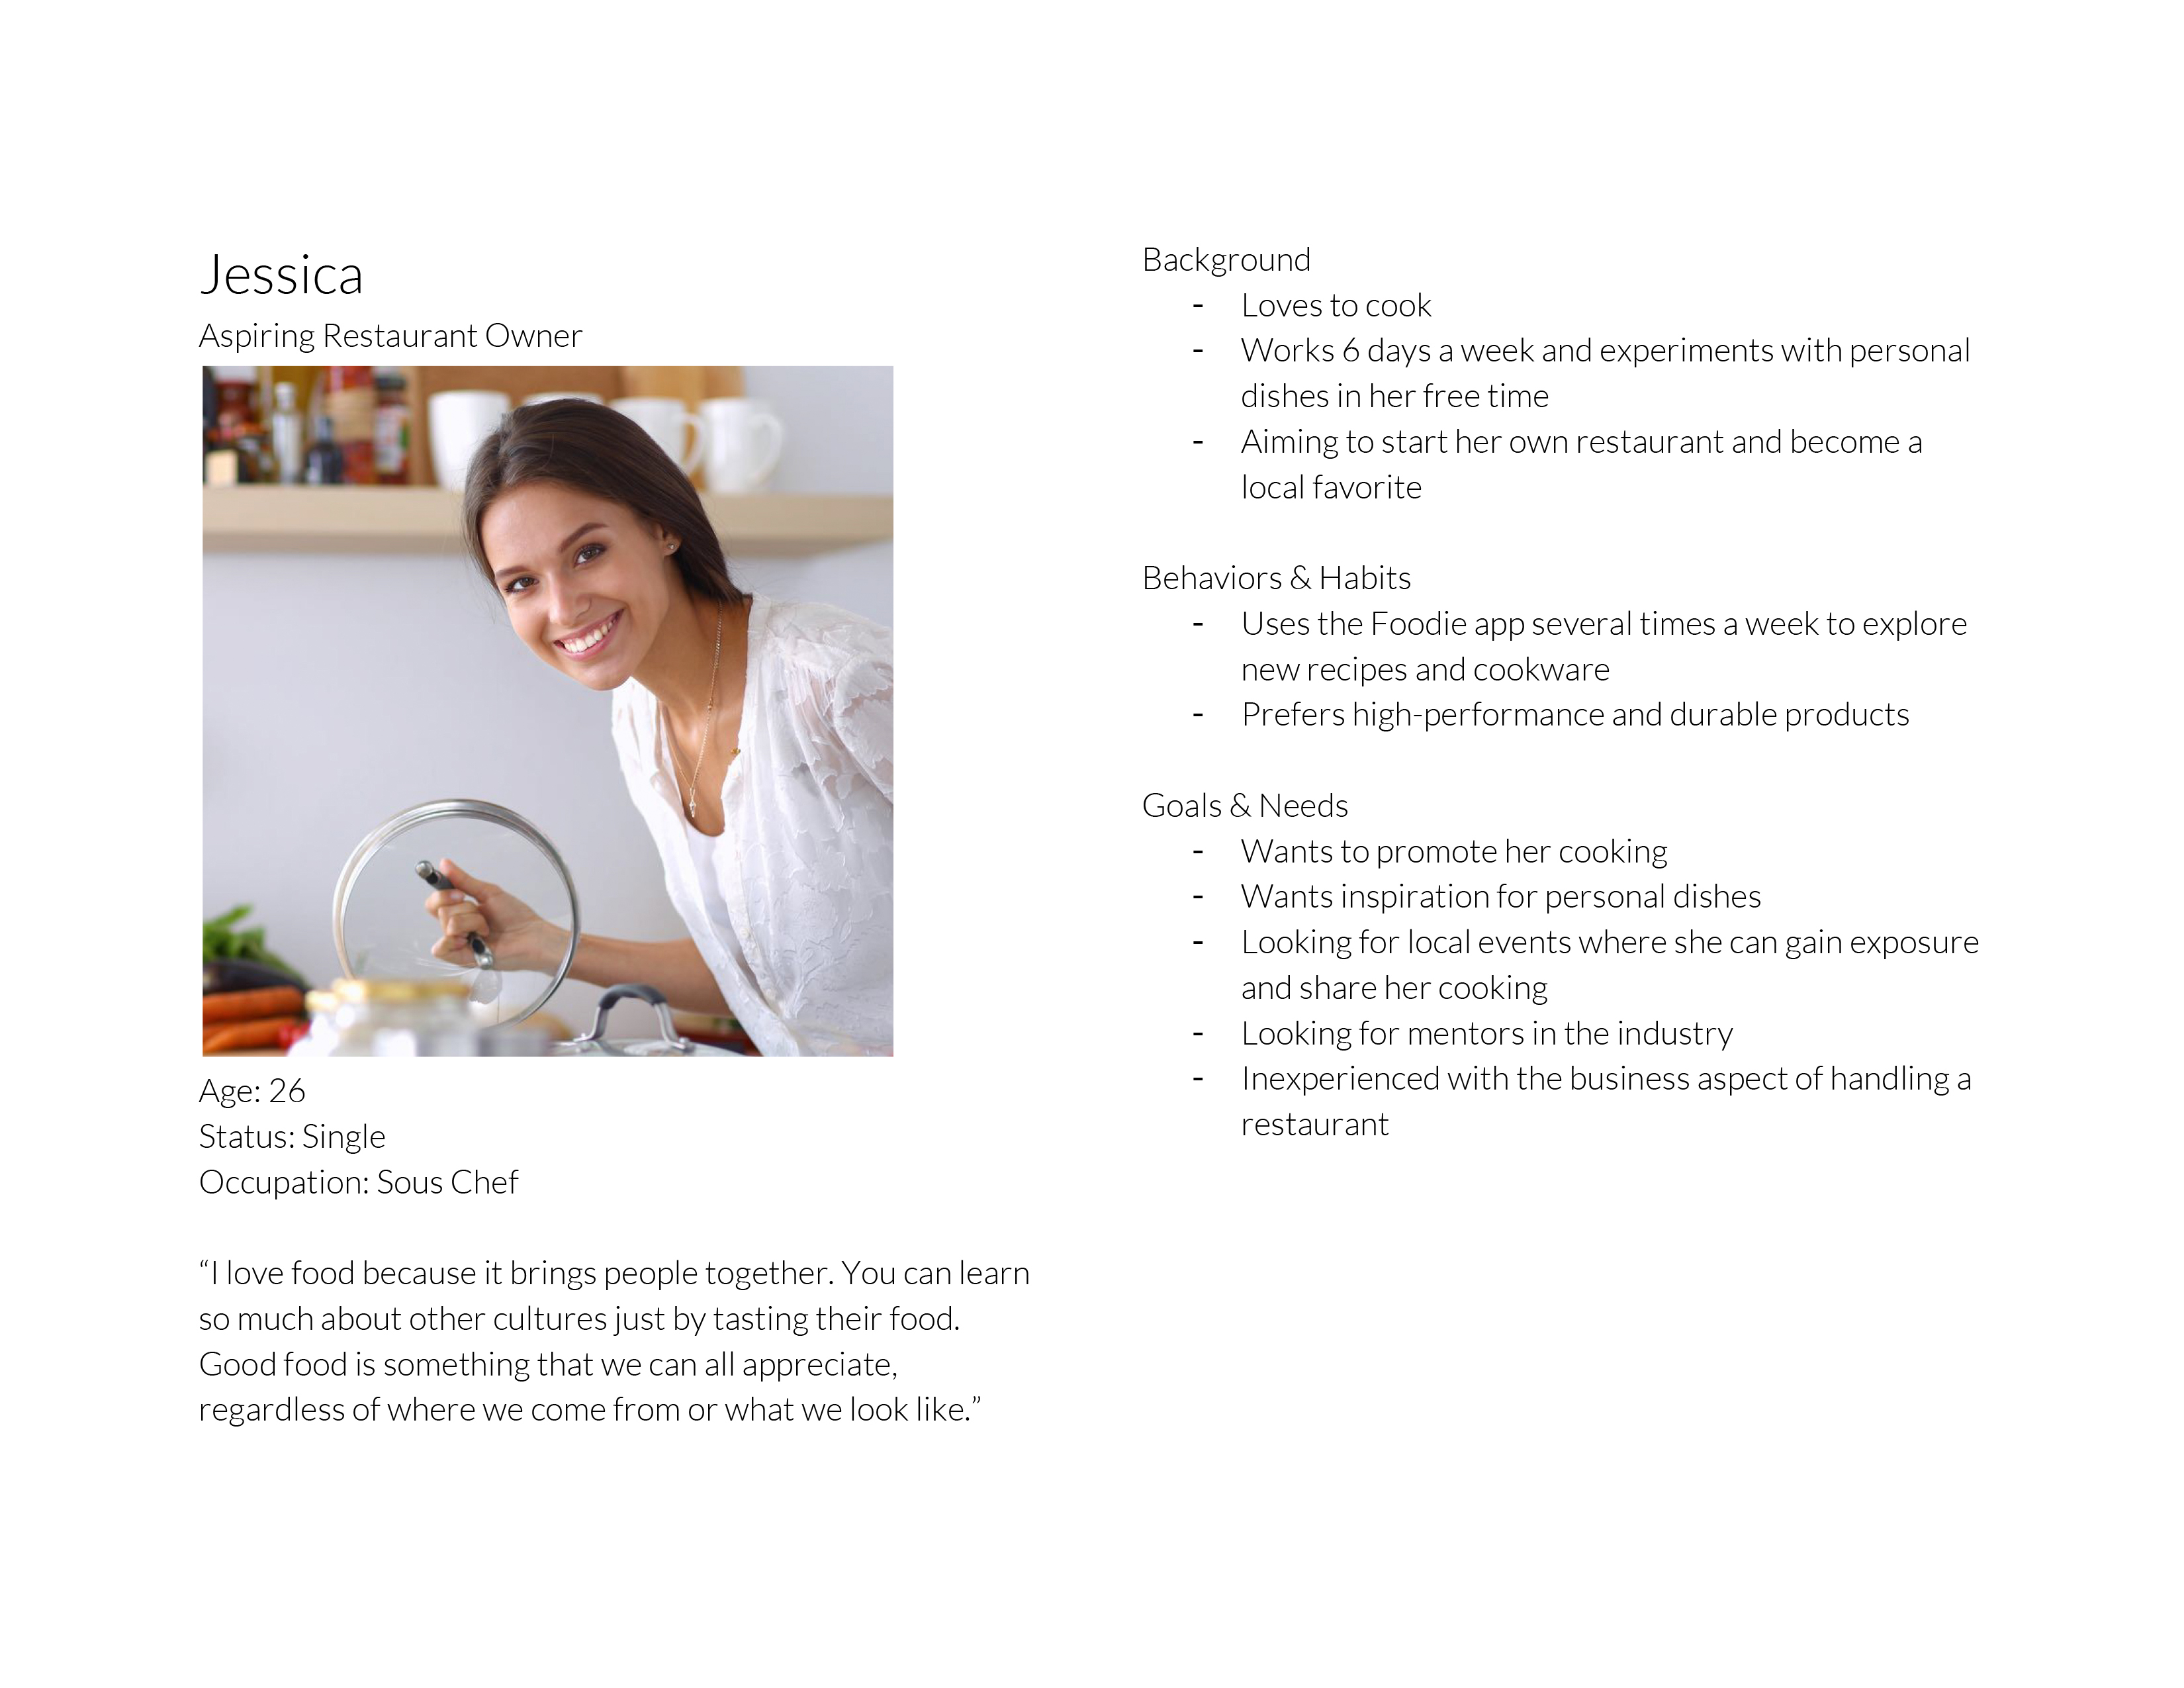 Jessica
Aspiring Restaurant Owner
Age: 26
Status: Single
Occupation: Sous Chef
“I love food because it brings people together. You can learn
so much about other cultures just by tasting their food.
Good food is something that we can all appreciate,
regardless of where we come from or what we look like.”
Background
- Loves to cook
- Works 6 days a week and experiments with personal
dishes in her free time
- Aiming to start her own restaurant and become a
local favorite
Behaviors & Habits
- Uses the Foodie app several times a week to explore
new recipes and cookware
- Prefers high-performance and durable products
Goals & Needs
- Wants to promote her cooking
- Wants inspiration for personal dishes
- Looking for local events where she can gain exposure
and share her cooking
- Looking for mentors in the industry
- Inexperienced with the business aspect of handling a
restaurant